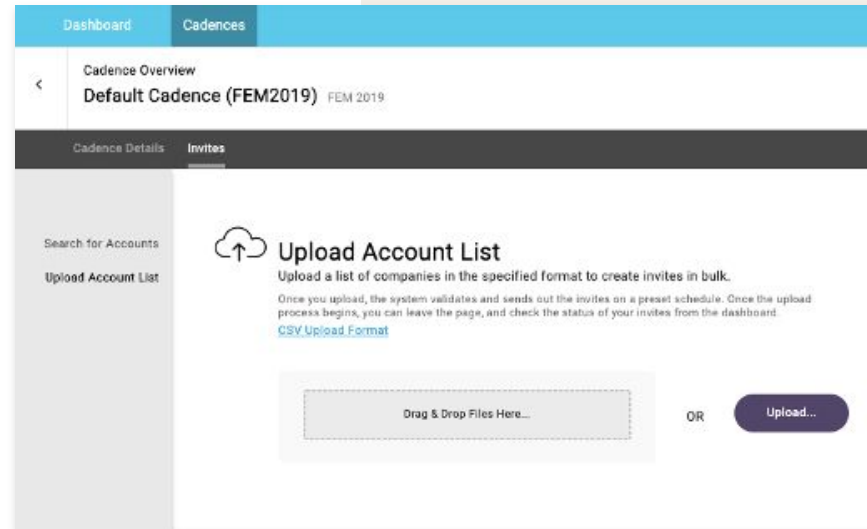 Dashboard Cadences
Cadence Overview
Default Cadence (FEM2019) FEM 2019
Cadence Details Invites
Search for Accounts
Upload Account List
Upload Account List
Upload a list of companies in the specified format to create invites in bulk.
Once you upload, the system validates and sends out the invites on a preset schedule. Once the upload
process begins, you can leave the page, and check the status of your invites from the dashboard.
CSV Upload Format
Drag & Drop Files Here...
OR
Upload...